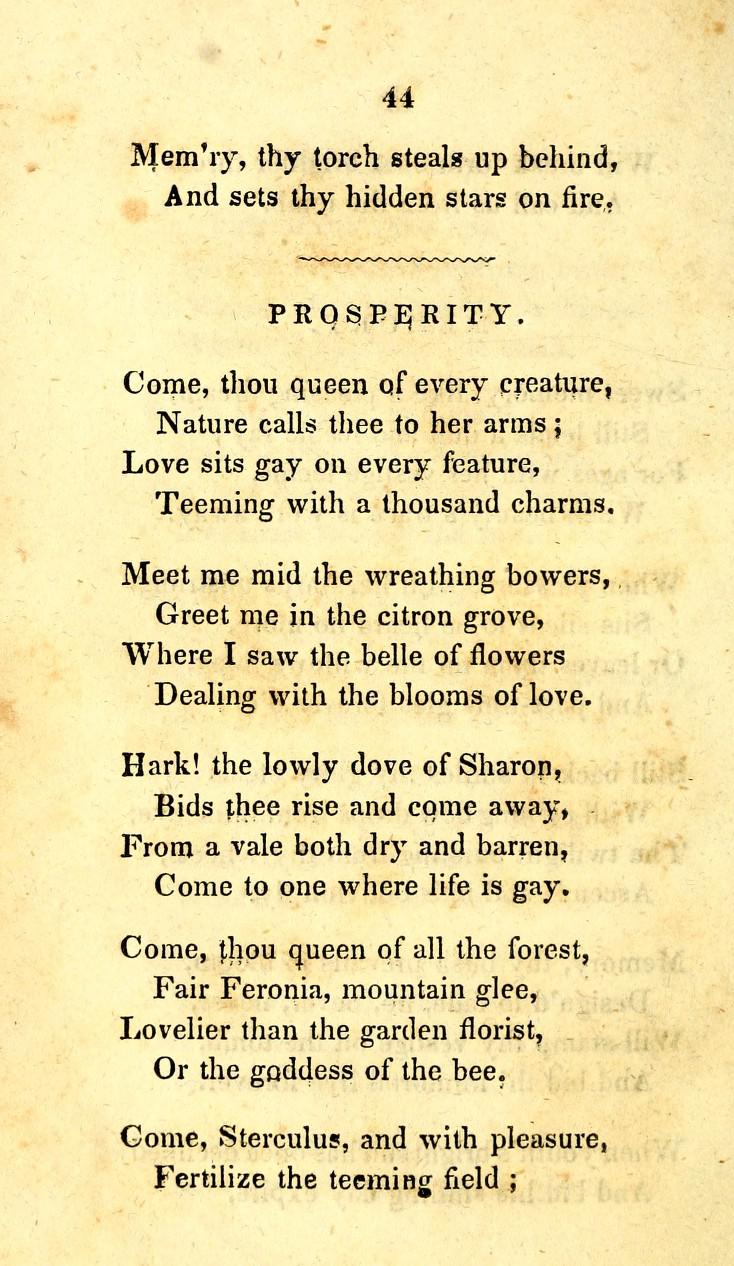 44
Mem'ry, thy torch steals up behind,
And sets thy hidden stars on fire.
PROSPERITY.
Come, thou queen of every creature,
Nature calls thee to her arms;
Love sits gay on every feature,
Teeming with a thousand charms.
Meet me mid the wreathing bowers,
Greet me in the citron grove,
Where I saw the belle of flowers
Dealing with the blooms of love.
Hark! the lowly dove of Sharon,
Bids thee rise and come away,
From a vale both dry and barren,
Come to one where life is gay.
Come, thou queen of all the forest,
Fair Feronia, mountain glee,
Lovelier than the garden florist,
Or the goddess of the bee.
Come, Sterculus, and with pleasure,
Fertilize the teeming field;